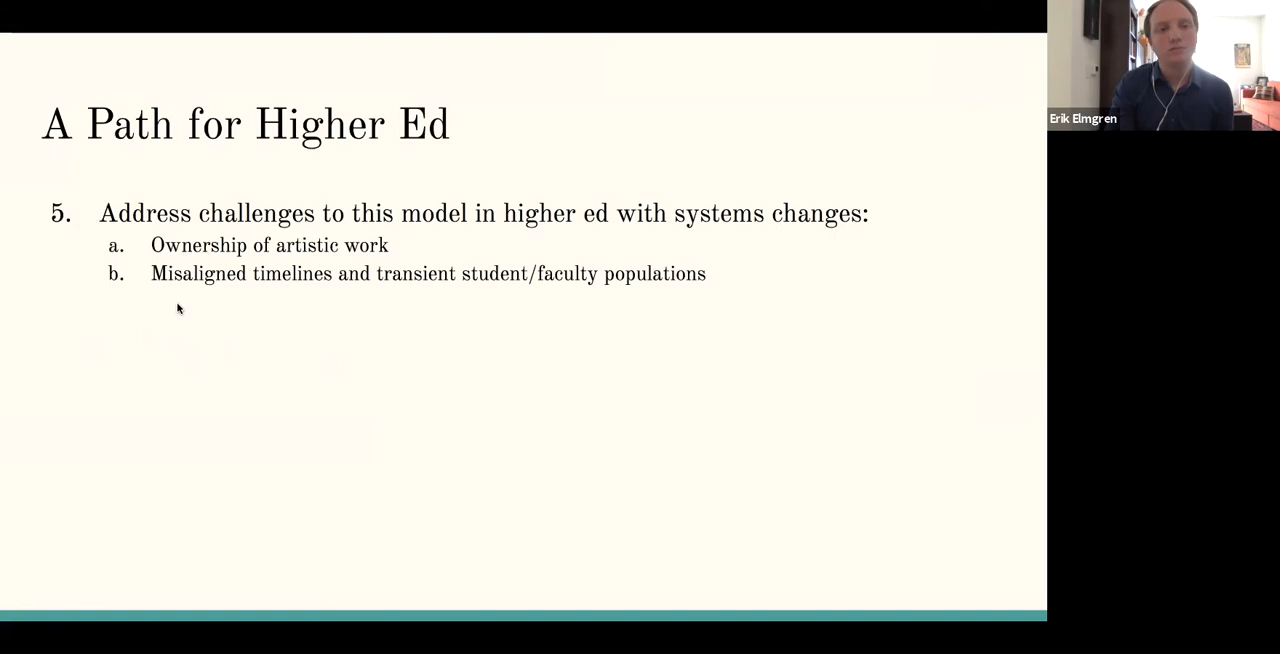 A Path for Higher Ed
5. Address challenges to this model in higher ed with systems changes:
a. Ownership of artistic work
b. Misaligned timelines and transient student/faculty populations
Erik Elmgren